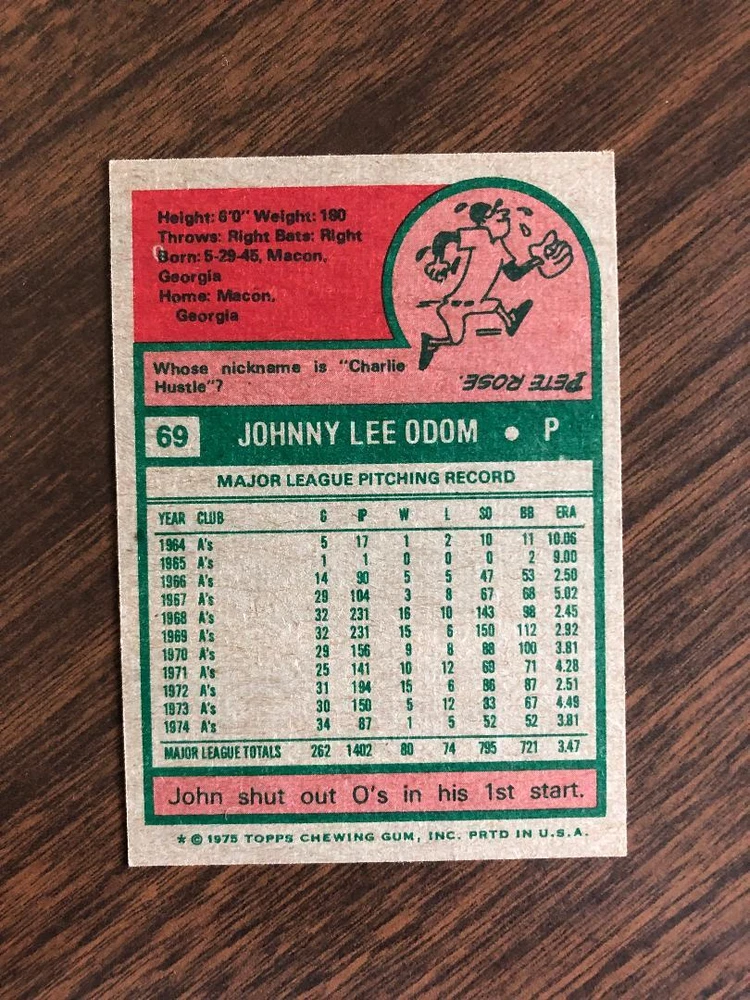 Height: 6'0" Weight: 180
Throws: Right Bats: Right
Born: 5-29-45, Macon,
Georgia
Home: Macon,
Georgia
Whose nickname is "Charlie
Hustle"?
PETE ROSE.
69 JOHNNY LEE ODOM • P
MAJOR LEAGUE PITCHING RECORD
YEAR CLUB G IP W L SO BB ERA
1964 A's 5 17 1 2 10 11 10.06
1965 A's 1 1 0 0 0 2 9.00
1966 A's 14 90 5 5 47 53 2.50
1967 A's 29 104 3 8 67 68 5.02
1968 A's 32 231 16 10 143 98 2.45
1969 A's 32 231 15 6 150 112 2.92
1970 A's 29 156 9 8 88 100 3.81
1971 A's 25 141 10 12 69 71 4.28
1972 A's 31 194 15 6 86 87 2.51
1973 A's 30 150 5 12 83 67 4.49
1974 A's 34 87 1 5 52 52 3.81
MAJOR LEAGUE TOTALS 262 1402 80 74 795 721 3.47
John shut out O's in his 1st start.
* © 1975 TOPPS CHEWING GUM, INC. PRTD IN U.S.A.